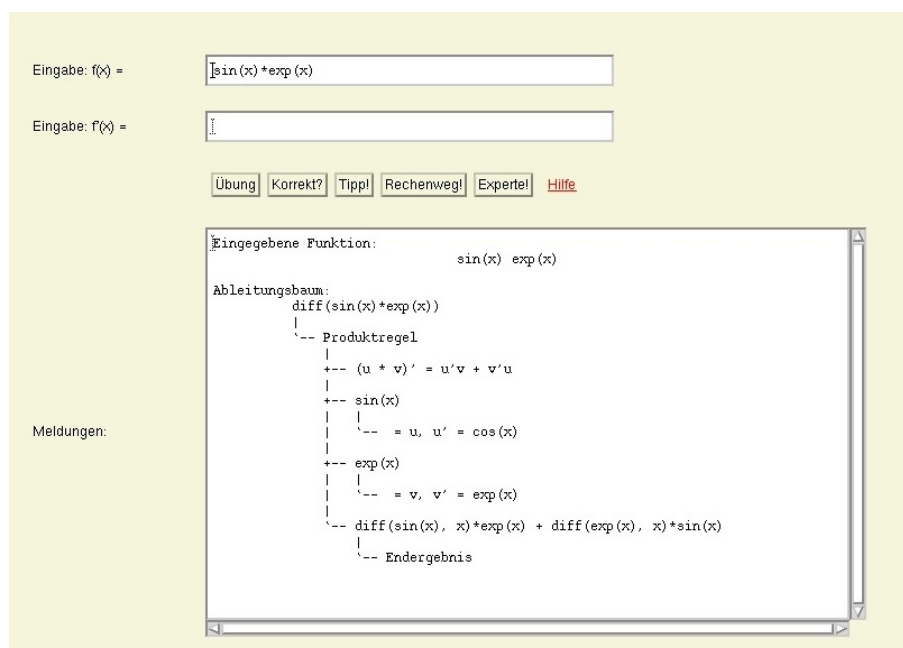 Eingabe: f(x) =
sin(x)*exp(x)
Eingabe: f'(x) =
Übung Korrekt? Tipp! Rechenweg! Experte! Hilfe
Meldungen:
Eingegebene Funktion:
sin(x) exp(x)
Ableitungsbaum:
diff(sin(x)*exp(x))
|
`-- Produktregel
|
+-- (u * v)' = u'v + v'u
|
+-- sin(x)
| |
| `-- = u, u' = cos(x)
|
+-- exp(x)
| |
| `-- = v, v' = exp(x)
|
`-- diff(sin(x), x)*exp(x) + diff(exp(x), x)*sin(x)
|
`-- Endergebnis